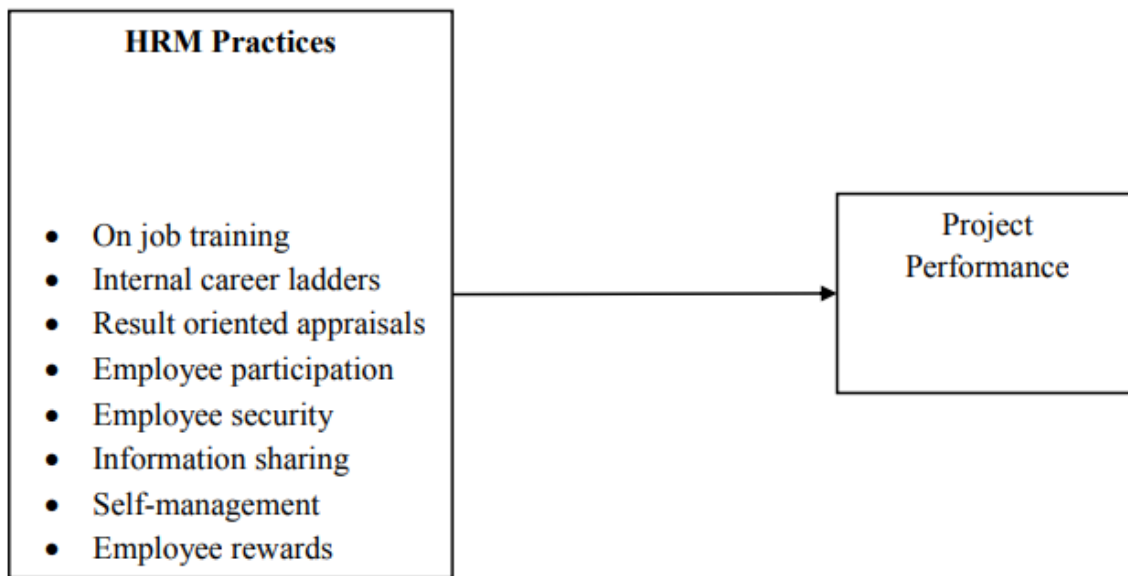 HRM Practices
• On job training
• Internal career ladders
• Result oriented appraisals
• Employee participation
• Employee security
• Information sharing
• Self-management
• Employee rewards
Project
Performance